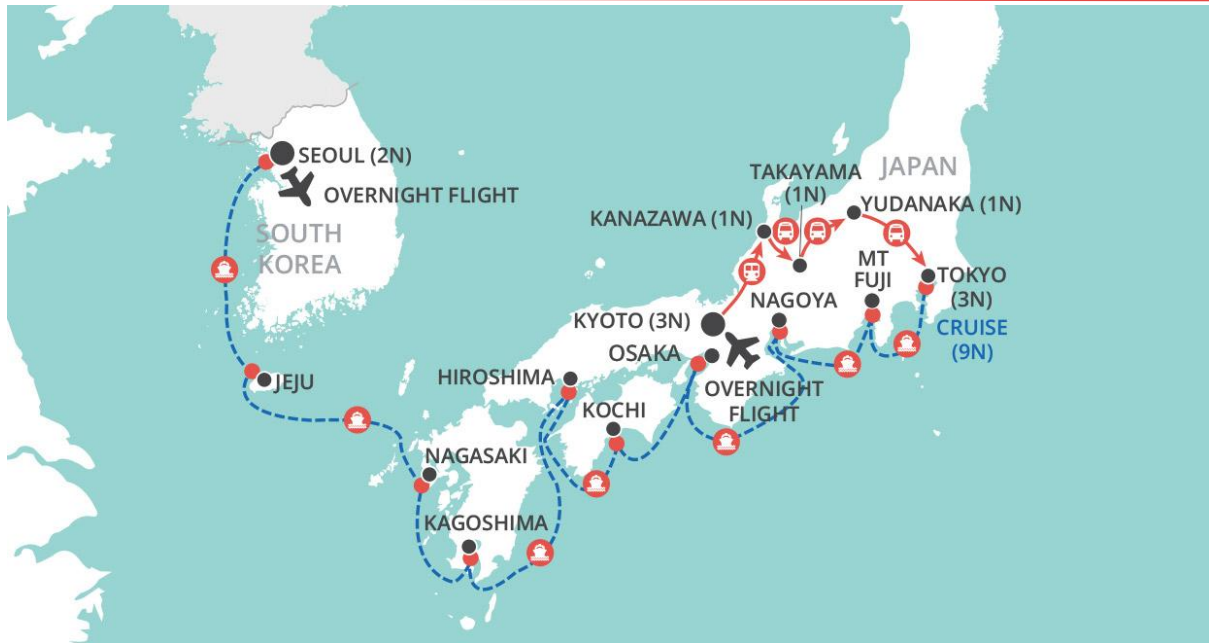 SEOUL (2N)
OVERNIGHT FLIGHT
SOUTH
KOREA
JEJU
NAGASAKI
KAGOSHIMA
HIROSHIMA
KOCHI
KYOTO (3N)
OSAKA
OVERNIGHT
FLIGHT
KANAZAWA (1N)
TAKAYAMA
(1N)
JAPAN
YUDANAKA (1N)
NAGOYA
MT
FUJI
TOKYO
(3N)
CRUISE
(9N)